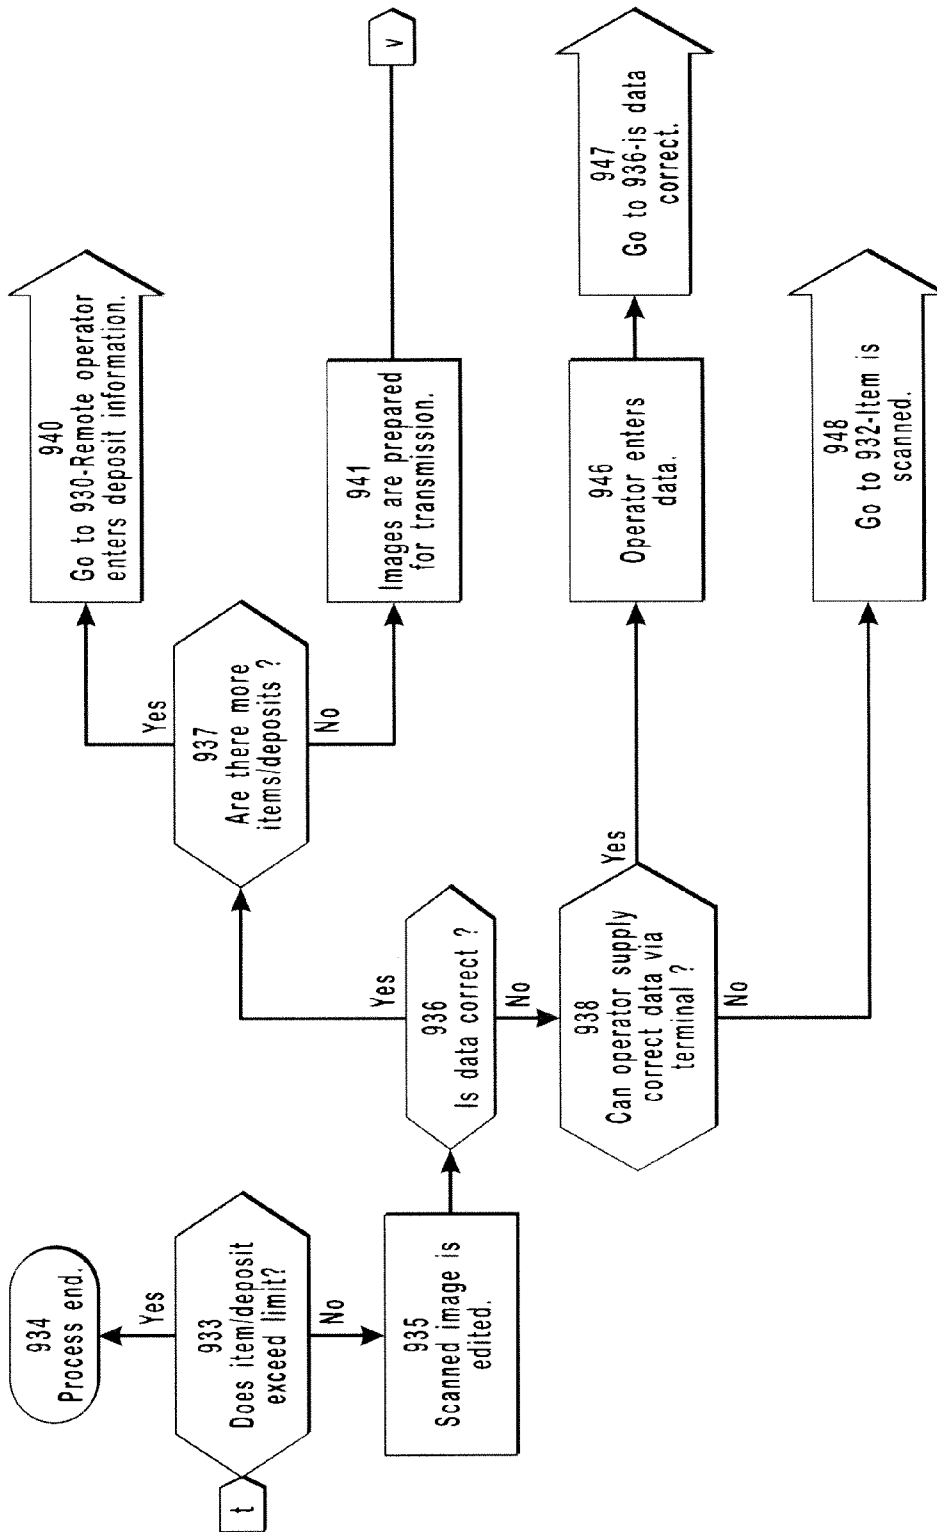 t
934
Process end.
Yes
933
Does item/deposit
exceed limit?
No
935
Scanned image is
edited.
936
Is data correct ?
Yes
No
937
Are there more
items/deposits ?
Yes
No
940
Go to 930-Remote operator
enters deposit information.
941
Images are prepared
for transmission.
v
938
Can operator supply
correct data via
terminal ?
Yes
No
946
Operator enters
data.
947
Go to 936-is data
correct.
948
Go to 932-Item is
scanned.